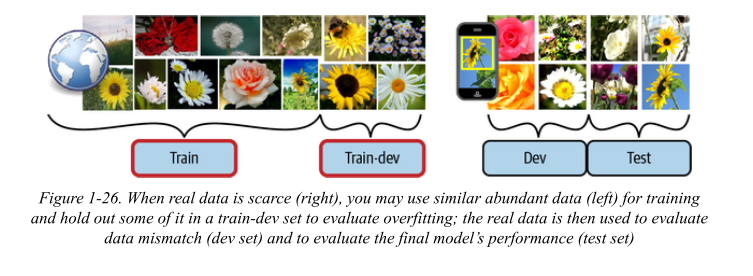 Train
Train-dev
Dev
Test
Figure 1-26. When real data is scarce (right), you may use similar abundant data (left) for training
and hold out some of it in a train-dev set to evaluate overfitting; the real data is then used to evaluate
data mismatch (dev set) and to evaluate the final model’s performance (test set)